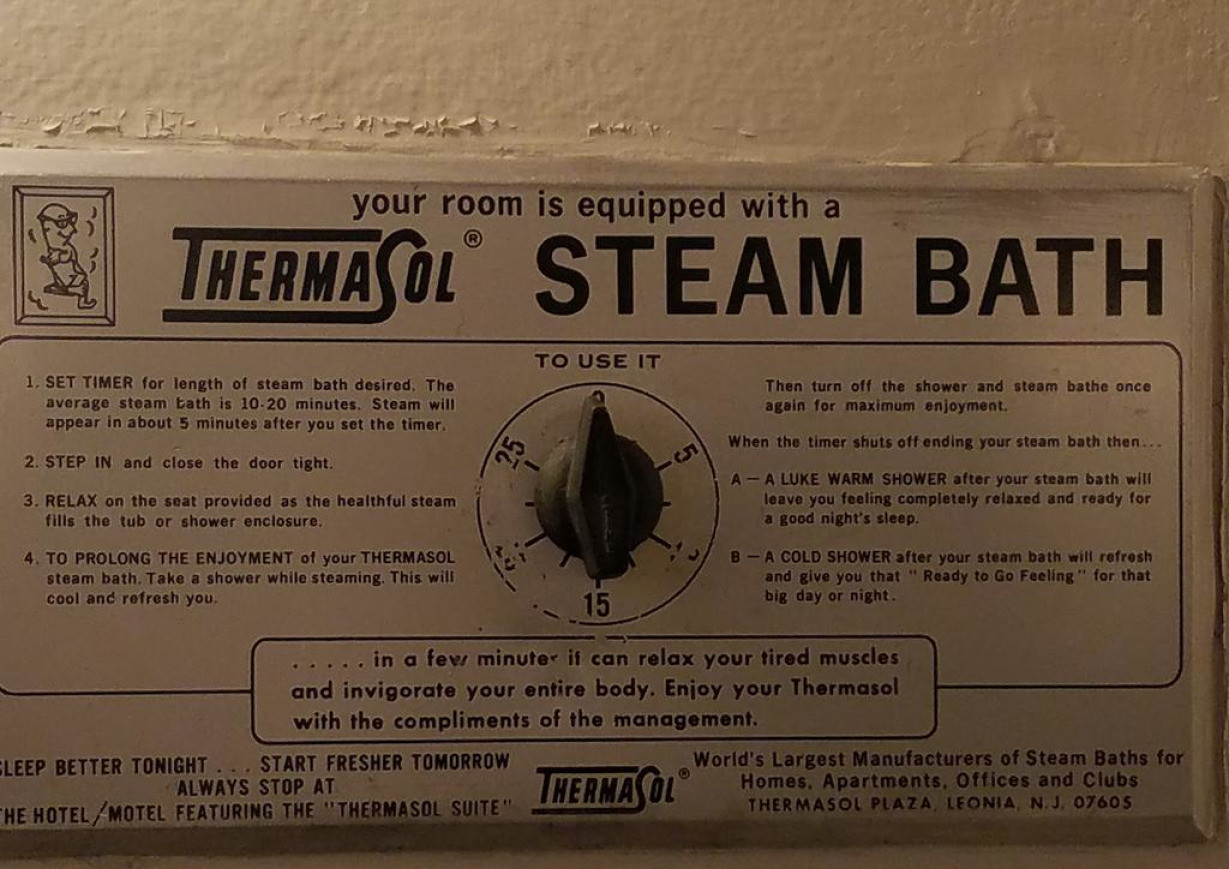 your room is equipped with a
THERMASOL® STEAM BATH
TO USE IT
1. SET TIMER for length of steam bath desired. The
average steam bath is 10-20 minutes. Steam will
appear in about 5 minutes after you set the timer.
2. STEP IN and close the door tight.
3. RELAX on the seat provided as the healthful steam
fills the tub or shower enclosure.
4. TO PROLONG THE ENJOYMENT of your THERMASOL
steam bath. Take a shower while steaming. This will
cool and refresh you.
25
5
15
Then turn off the shower and steam bathe once
again for maximum enjoyment.
When the timer shuts off ending your steam bath then...
A – A LUKE WARM SHOWER after your steam bath will
leave you feeling completely relaxed and ready for
a good night's sleep.
B – A COLD SHOWER after your steam bath will refresh
and give you that "Ready to Go Feeling" for that
big day or night.
..... in a few minutes it can relax your tired muscles
and invigorate your entire body. Enjoy your Thermasol
with the compliments of the management.
SLEEP BETTER TONIGHT ... START FRESHER TOMORROW
ALWAYS STOP AT
THE HOTEL/MOTEL FEATURING THE "THERMASOL SUITE"
THERMASOL®
World's Largest Manufacturers of Steam Baths for
Homes, Apartments, Offices and Clubs
THERMASOL PLAZA, LEONIA, N.J. 07605